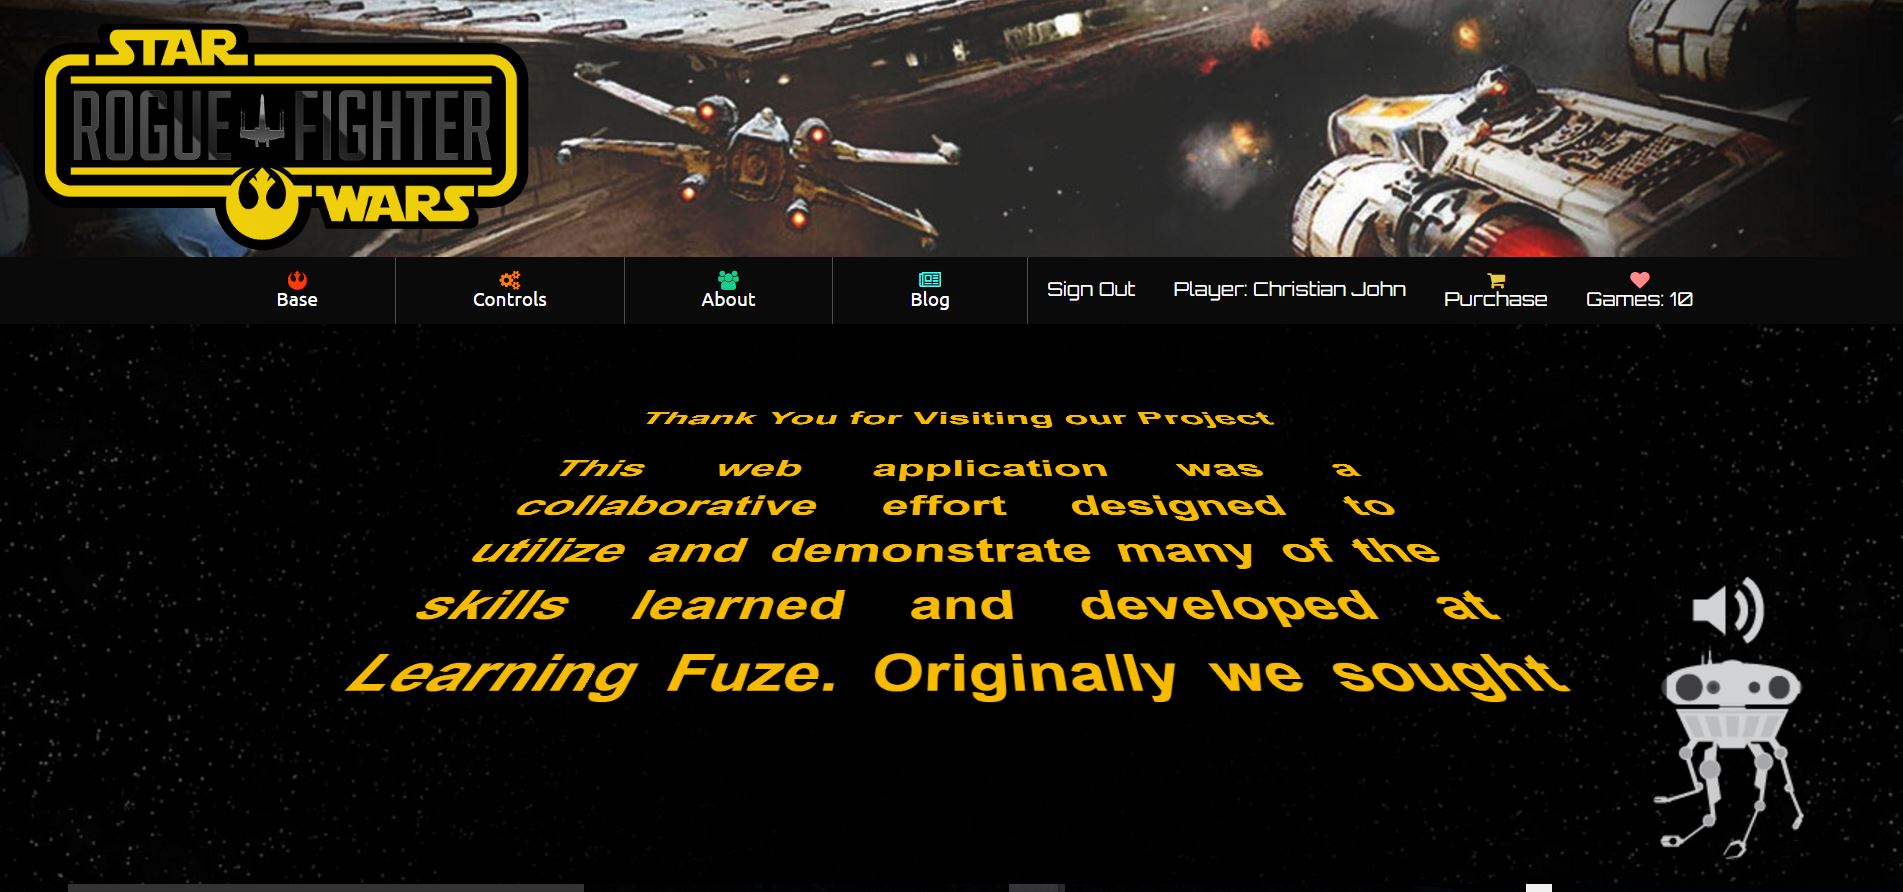 STAR
ROGUE FIGHTER
WARS
Base
Controls
About
Blog
Sign Out
Player: Christian John
Purchase
Games: 10
Thank You for Visiting our Project
This web application was a
collaborative effort designed to
utilize and demonstrate many of the
skills learned and developed at
Learning Fuze. Originally we sought